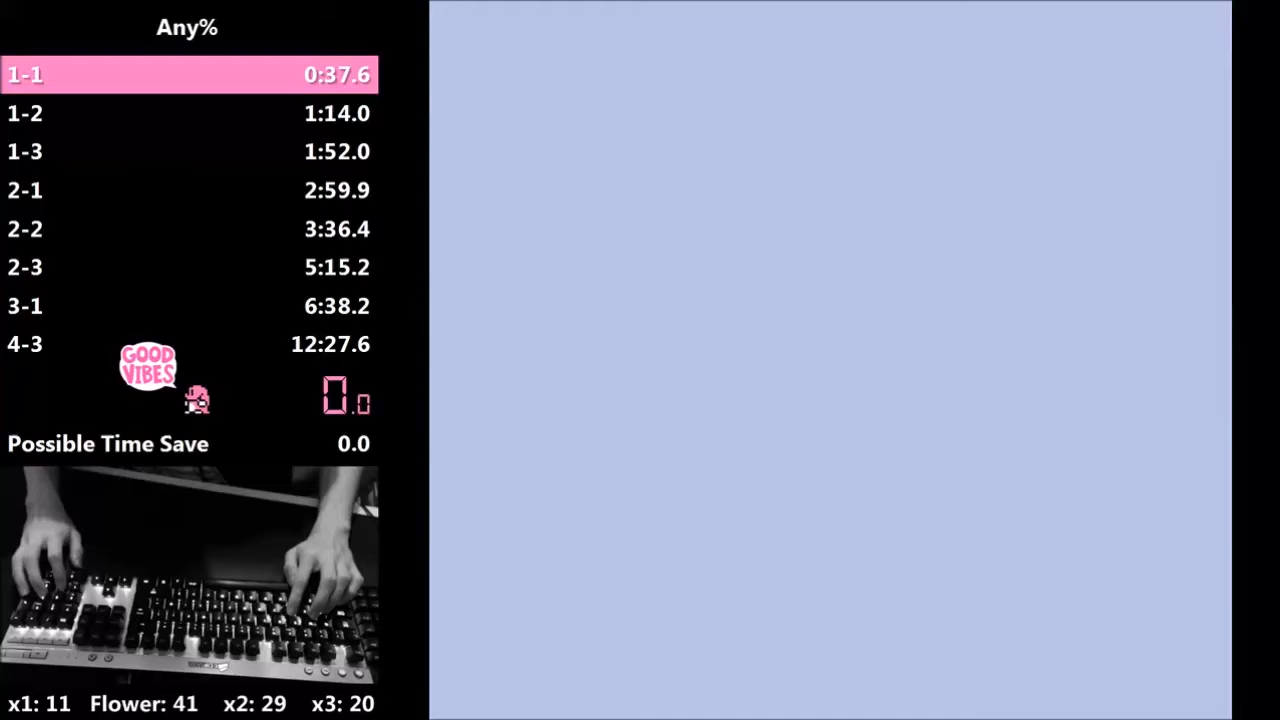 Any%
1-1 0:37.6
1-2 1:14.0
1-3 1:52.0
2-1 2:59.9
2-2 3:36.4
2-3 5:15.2
3-1 6:38.2
4-3 12:27.6
GOOD
VIBES
0.0
Possible Time Save 0.0
x1: 11 Flower: 41 x2: 29 x3: 20